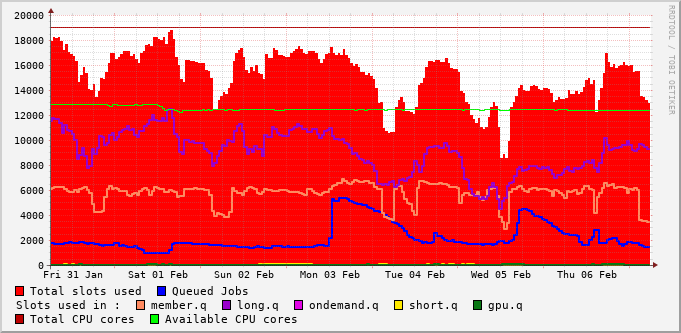 20000
18000
16000
14000
12000
10000
8000
6000
4000
2000
0
Fri 31 Jan Sat 01 Feb Sun 02 Feb Mon 03 Feb Tue 04 Feb Wed 05 Feb Thu 06 Feb
Total slots used Queued Jobs
Slots used in : member.q long.q ondemand.q short.q gpu.q
Total CPU cores Available CPU cores
RRDTOOL / TOBI OETIKER